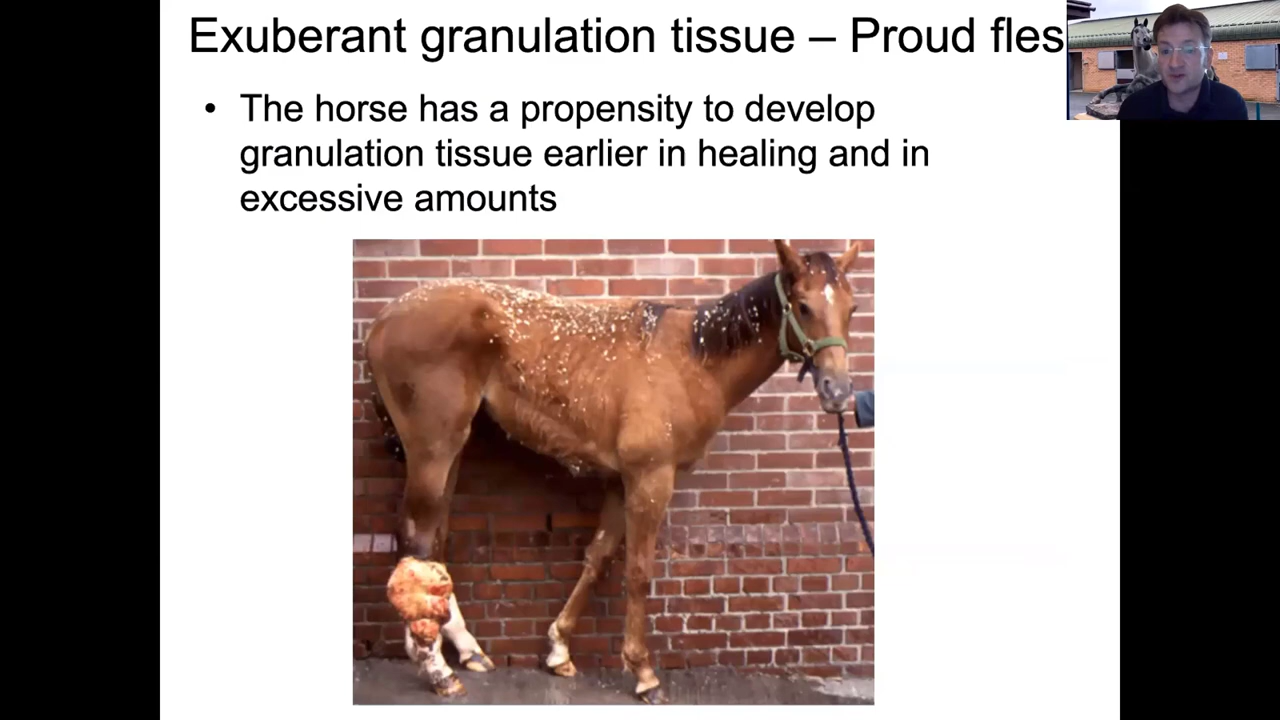 Exuberant granulation tissue – Proud fles
• The horse has a propensity to develop
granulation tissue earlier in healing and in
excessive amounts